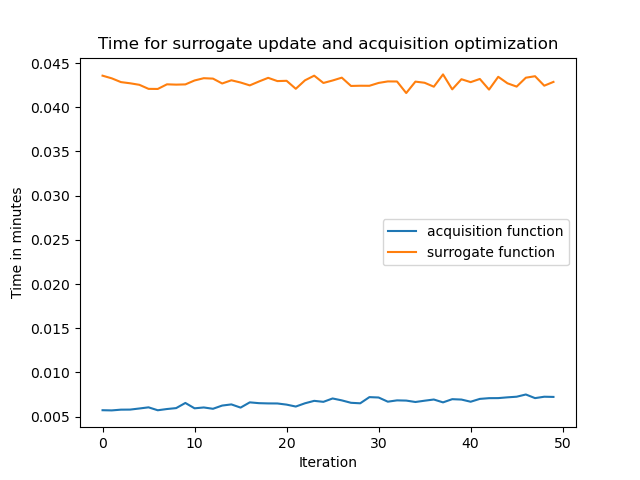 Time for surrogate update and acquisition optimization
0.045
0.040
0.035
0.030
0.025
0.020
0.015
0.010
0.005
Time in minutes
acquisition function
surrogate function
0 10 20 30 40 50
Iteration